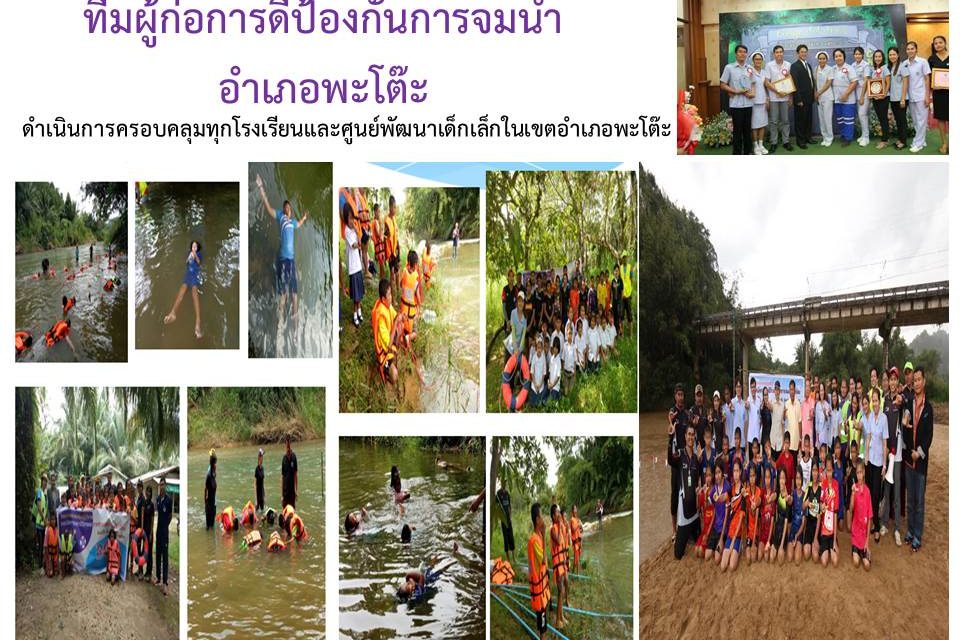 ทีมผู้ก่อการดีป้องกันการจมน้ำ
อำเภอพะโต๊ะ
ดำเนินการครอบคลุมทุกโรงเรียนและศูนย์พัฒนาเด็กเล็กในเขตอำเภอพะโต๊ะ